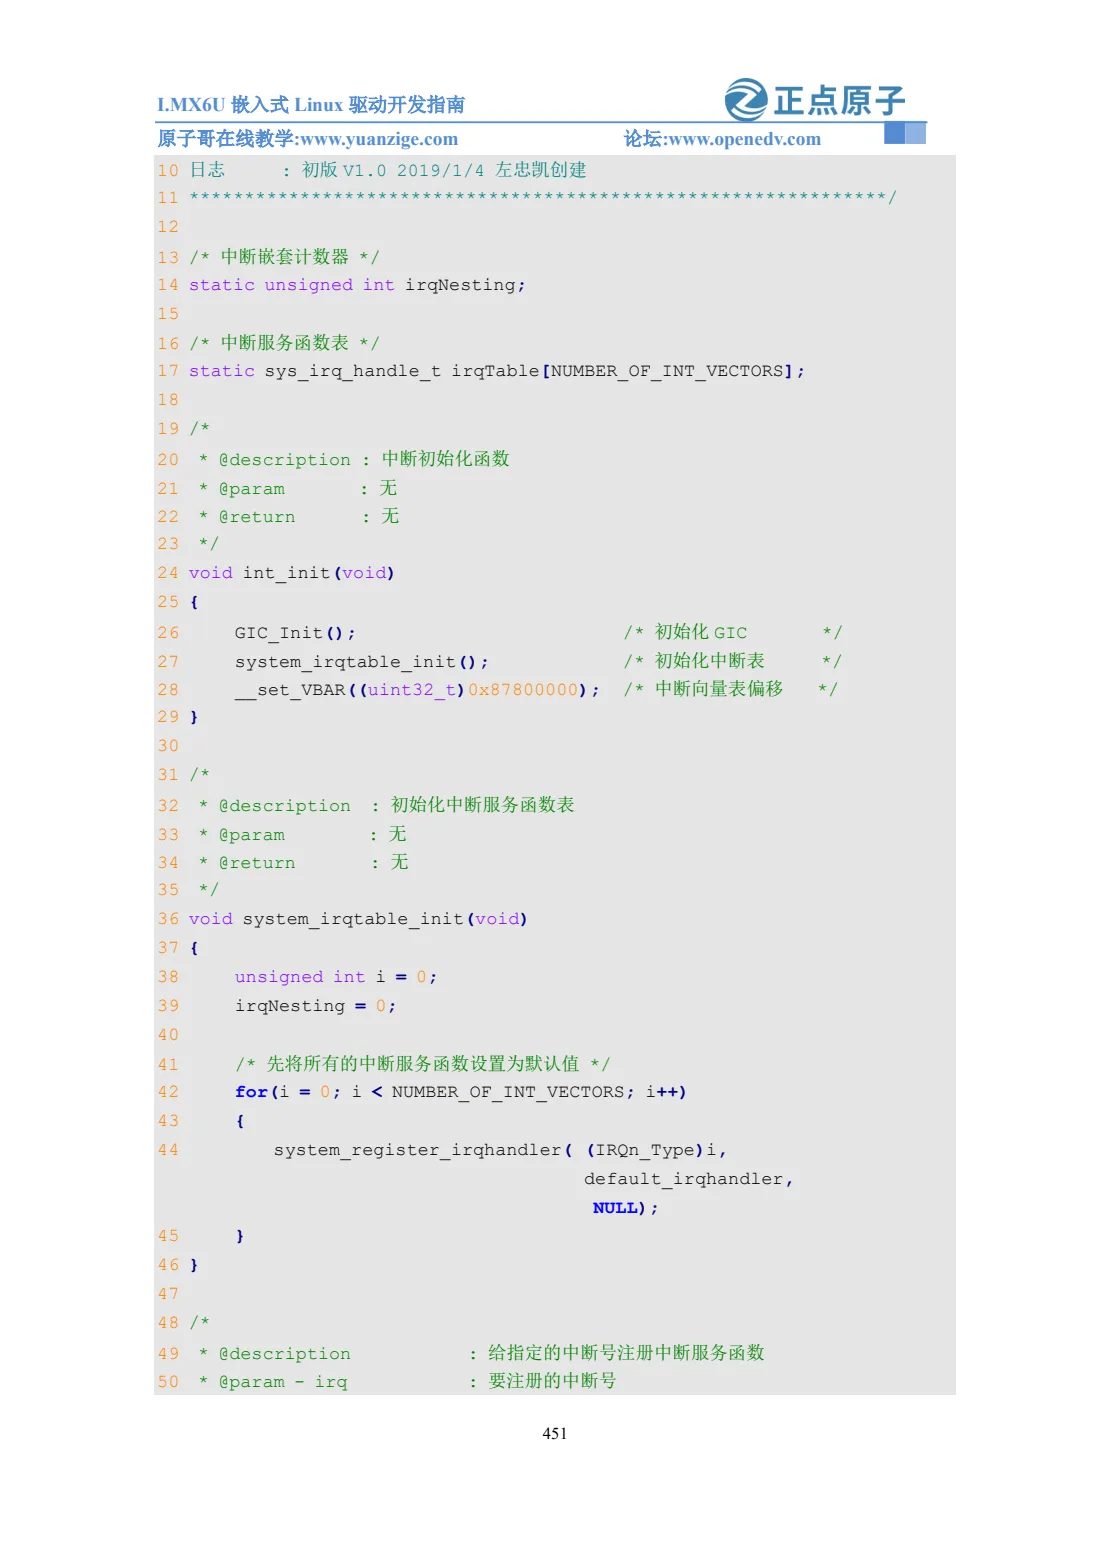 I.MX6U 嵌入式 Linux 驱动开发指南
正点原子
原子哥在线教学:www.yuanzige.com 论坛:www.openedv.com
10 日志 : 初版 V1.0 2019/1/4 左忠凯创建
11 ***************************************************************/
12
13 /* 中断嵌套计数器 */
14 static unsigned int irqNesting;
15
16 /* 中断服务函数表 */
17 static sys_irq_handle_t irqTable[NUMBER_OF_INT_VECTORS];
18
19 /*
20  * @description : 中断初始化函数
21  * @param : 无
22  * @return : 无
23  */
24 void int_init(void)
25 {
26     GIC_Init(); /* 初始化 GIC */
27     system_irqtable_init(); /* 初始化中断表 */
28     __set_VBAR((uint32_t)0x87800000); /* 中断向量表偏移 */
29 }
30
31 /*
32  * @description : 初始化中断服务函数表
33  * @param : 无
34  * @return : 无
35  */
36 void system_irqtable_init(void)
37 {
38     unsigned int i = 0;
39     irqNesting = 0;
40
41     /* 先将所有的中断服务函数设置为默认值 */
42     for(i = 0; i < NUMBER_OF_INT_VECTORS; i++)
43     {
44         system_register_irqhandler( (IRQn_Type)i,
default_irqhandler,
NULL);
45     }
46 }
47
48 /*
49  * @description : 给指定的中断号注册中断服务函数
50  * @param - irq : 要注册的中断号
451